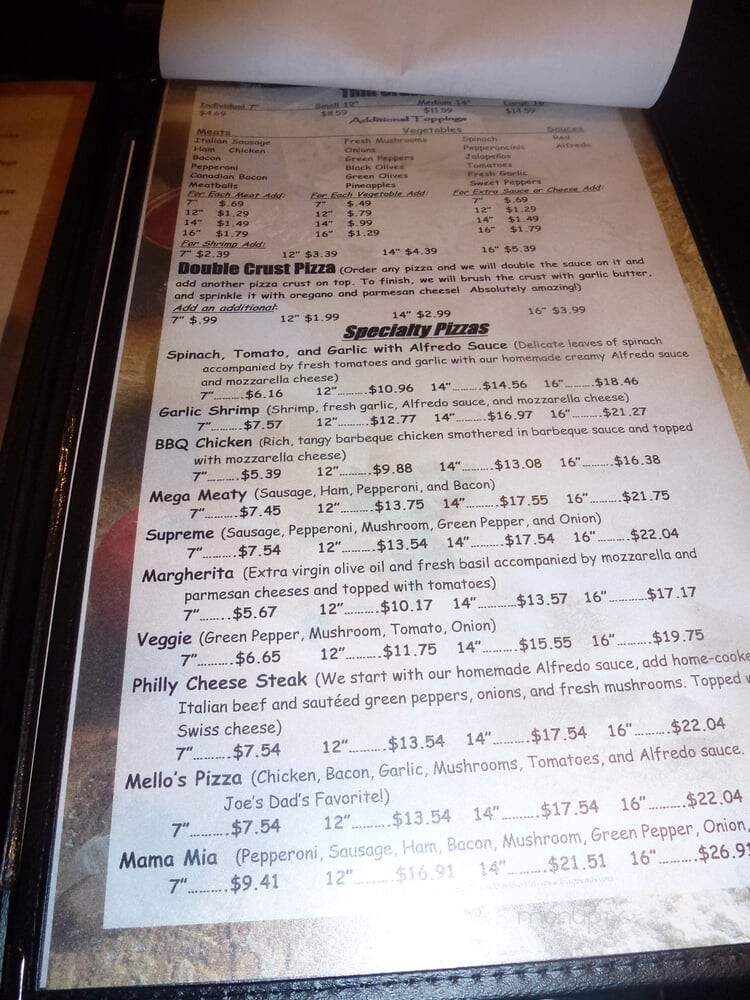 Individual 7" Small 12" Medium 14" Large 16"
$4.69 $8.59 $11.59 $14.59
Additional Toppings
Meats Vegetables Sauces
Italian Sausage Fresh Mushrooms Spinach Red
Ham Chicken Onions Pepperoncinis Alfredo
Bacon Green Peppers Jalapeños
Pepperoni Black Olives Tomatoes
Canadian Bacon Green Olives Fresh Garlic
Meatballs Pineapples Sweet Peppers
For Each Meat Add: For Each Vegetable Add: For Extra Sauce or Cheese Add:
7" $.69 7" $.49 7" $.69
12" $1.29 12" $.79 12" $1.29
14" $1.49 14" $.99 14" $1.49
16" $1.79 16" $1.29 16" $1.79
For Shrimp Add:
7" $2.39 12" $3.39 14" $4.39 16" $5.39
Double Crust Pizza (Order any pizza and we will double the sauce on it and
add another pizza crust on top. To finish, we will brush the crust with garlic butter,
and sprinkle it with oregano and parmesan cheese! Absolutely amazing!)
Add an additional:
7" $.99 12" $1.99 14" $2.99 16" $3.99
Specialty Pizzas
Spinach, Tomato, and Garlic with Alfredo Sauce (Delicate leaves of spinach
accompanied by fresh tomatoes and garlic with our homemade creamy Alfredo sauce
and mozzarella cheese)
7"..........$6.16 12"..........$10.96 14"..........$14.56 16"..........$18.46
Garlic Shrimp (Shrimp, fresh garlic, Alfredo sauce, and mozzarella cheese)
7"..........$7.57 12"..........$12.77 14"..........$16.97 16"..........$21.27
BBQ Chicken (Rich, tangy barbeque chicken smothered in barbeque sauce and topped
with mozzarella cheese)
7"..........$5.39 12"..........$9.88 14"..........$13.08 16"..........$16.38
Mega Meaty (Sausage, Ham, Pepperoni, and Bacon)
7"..........$7.45 12"..........$13.75 14"..........$17.55 16"..........$21.75
Supreme (Sausage, Pepperoni, Mushroom, Green Pepper, and Onion)
7"..........$7.54 12"..........$13.54 14"..........$17.54 16"..........$22.04
Margherita (Extra virgin olive oil and fresh basil accompanied by mozzarella and
parmesan cheeses and topped with tomatoes)
7"..........$5.67 12"..........$10.17 14"..........$13.57 16"..........$17.17
Veggie (Green Pepper, Mushroom, Tomato, Onion)
7"..........$6.65 12"..........$11.75 14"..........$15.55 16"..........$19.75
Philly Cheese Steak (We start with our homemade Alfredo sauce, add home-cooke
Italian beef and sautéed green peppers, onions, and fresh mushrooms. Topped w
Swiss cheese)
7"..........$7.54 12"..........$13.54 14"..........$17.54 16"..........$22.04
Mello's Pizza (Chicken, Bacon, Garlic, Mushrooms, Tomatoes, and Alfredo sauce.
Joe's Dad's Favorite!)
7"..........$7.54 12"..........$13.54 14"..........$17.54 16"..........$22.04
Mama Mia (Pepperoni, Sausage, Ham, Bacon, Mushroom, Green Pepper, Onion,
7"..........$9.41 12"..........$16.91 14"..........$21.51 16"..........$26.91